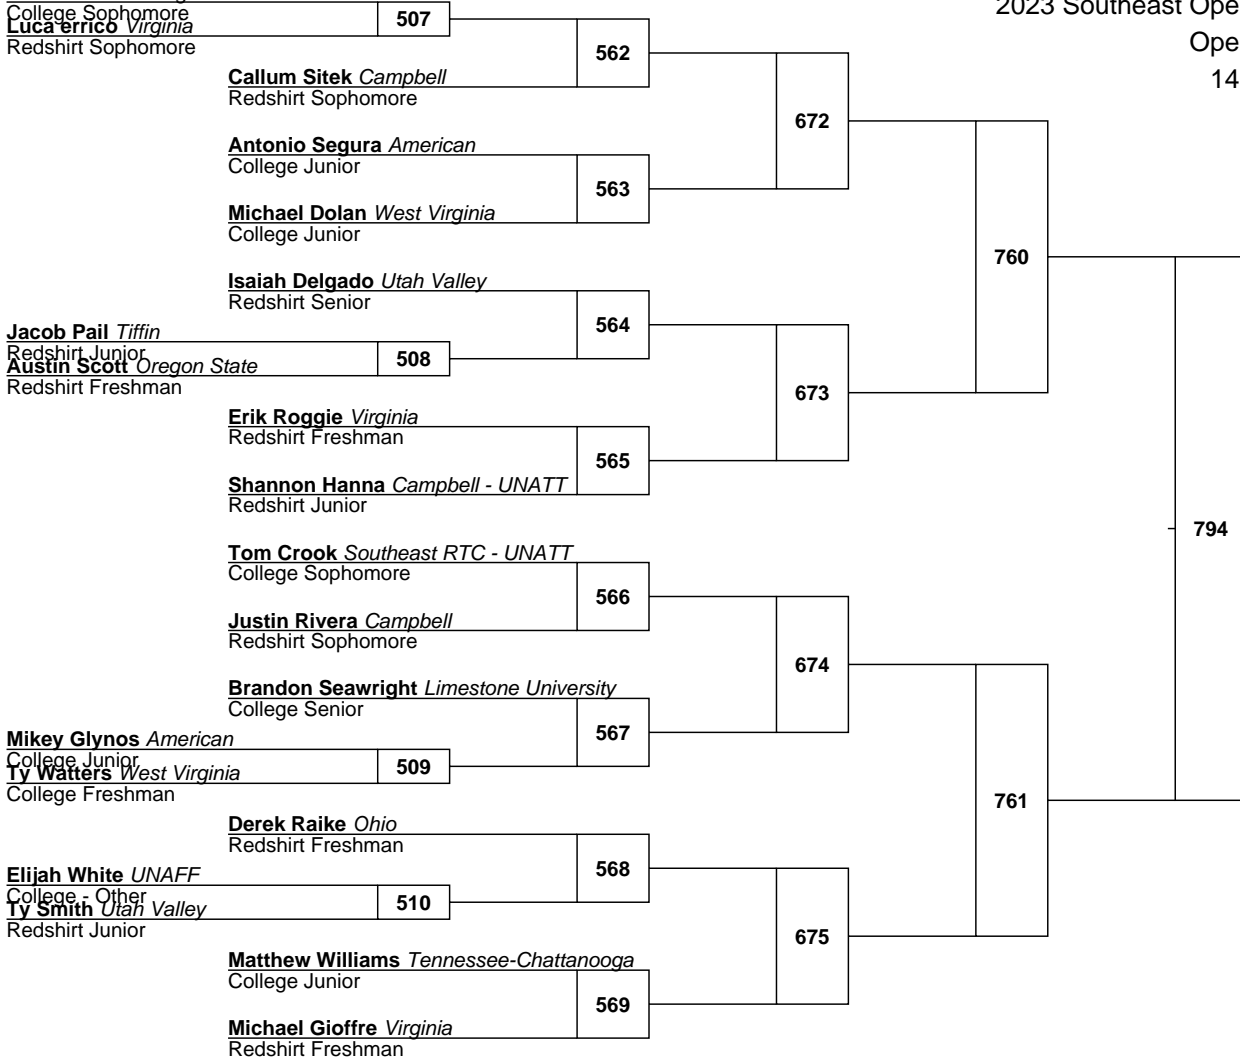 2023 Southeast Ope
College Sophomore
Luca errico Virginia
Redshirt Sophomore
507
Ope
562
14
Callum Sitek Campbell
Redshirt Sophomore
672
Antonio Segura American
College Junior
563
Michael Dolan West Virginia
College Junior
760
Isaiah Delgado Utah Valley
Redshirt Senior
564
Jacob Pail Tiffin
Redshirt Junior
Austin Scott Oregon State
Redshirt Freshman
508
673
Erik Roggie Virginia
Redshirt Freshman
565
Shannon Hanna Campbell - UNATT
Redshirt Junior
794
Tom Crook Southeast RTC - UNATT
College Sophomore
566
Justin Rivera Campbell
Redshirt Sophomore
674
Brandon Seawright Limestone University
College Senior
567
Mikey Glynos American
College Junior
Ty Watters West Virginia
College Freshman
509
761
Derek Raike Ohio
Redshirt Freshman
568
Elijah White UNAFF
College - Other
Ty Smith Utah Valley
Redshirt Junior
510
675
Matthew Williams Tennessee-Chattanooga
College Junior
569
Michael Gioffre Virginia
Redshirt Freshman